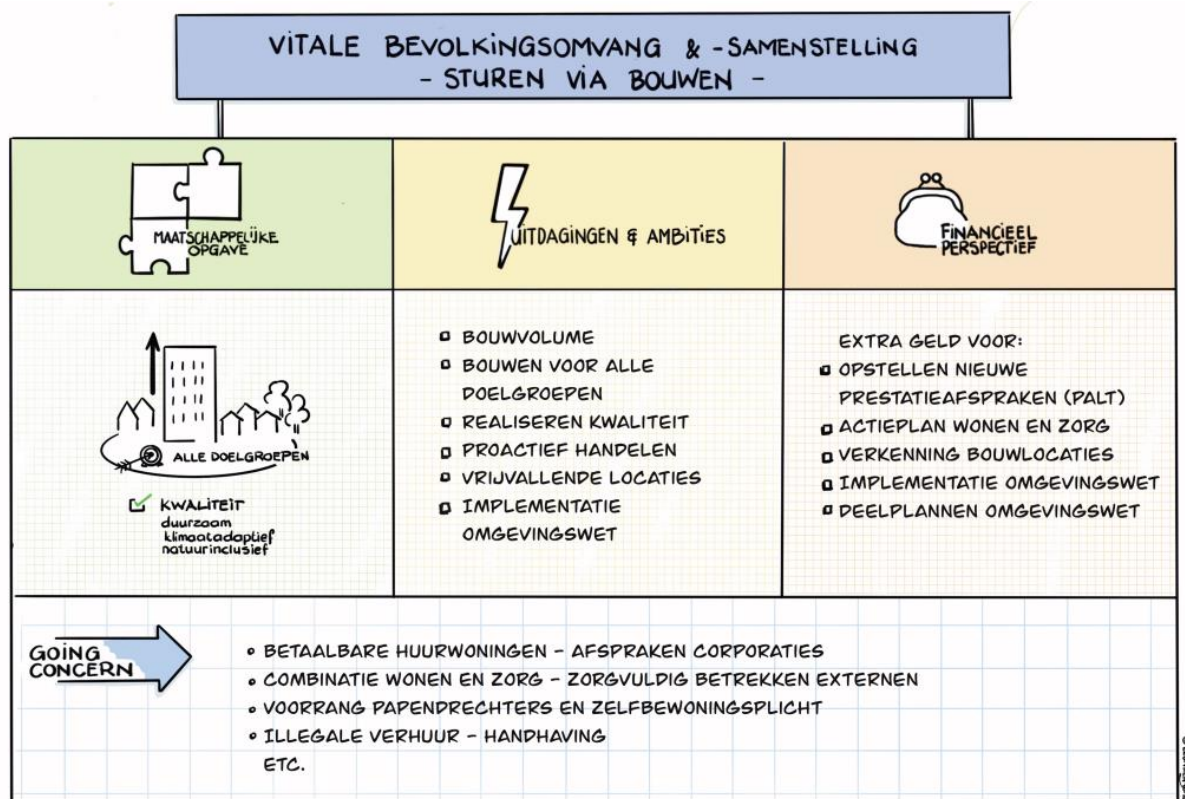 VITALE BEVOLKINGSOMVANG & -SAMENSTELLING
- STUREN VIA BOUWEN -
MAATSCHAPPELIJKE
OPGAVE
UITDAGINGEN & AMBITIES
FINANCIEEL
PERSPECTIEF
ALLE DOELGROEPEN
KWALITEIT
duurzaam
klimaatadaptief
natuurinclusief
BOUWVOLUME
BOUWEN VOOR ALLE
DOELGROEPEN
REALISEREN KWALITEIT
PROACTIEF HANDELEN
VRIJVALLENDE LOCATIES
IMPLEMENTATIE
OMGEVINGSWET
EXTRA GELD VOOR:
OPSTELLEN NIEUWE
PRESTATIEAFSPRAKEN (PALT)
ACTIEPLAN WONEN EN ZORG
VERKENNING BOUWLOCATIES
IMPLEMENTATIE OMGEVINGSWET
DEELPLANNEN OMGEVINGSWET
GOING
CONCERN
BETAALBARE HUURWONINGEN - AFSPRAKEN CORPORATIES
COMBINATIE WONEN EN ZORG - ZORGVULDIG BETREKKEN EXTERNEN
VOORRANG PAPENDRECHTERS EN ZELFBEWONINGSPLICHT
ILLEGALE VERHUUR - HANDHAVING
ETC.